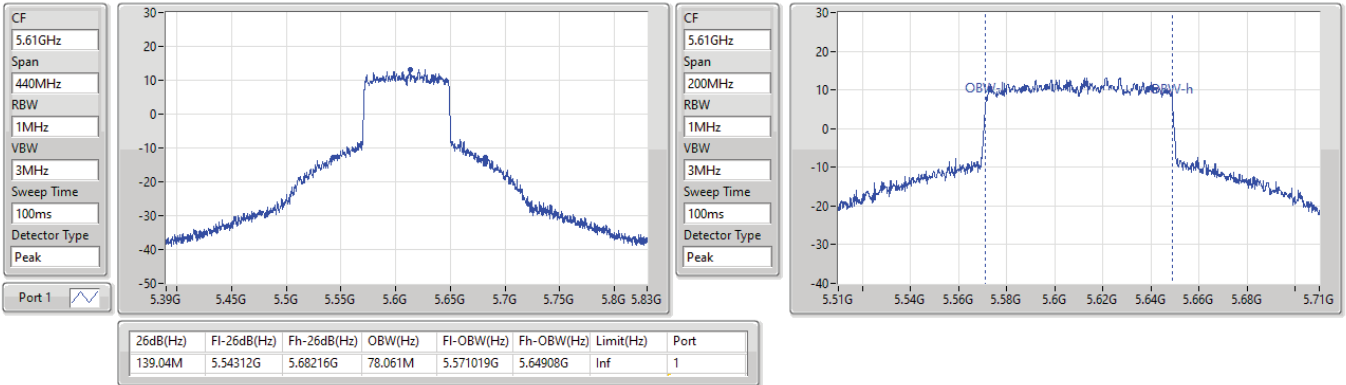 CF
5.61GHz
Span
440MHz
RBW
1MHz
VBW
3MHz
Sweep Time
100ms
Detector Type
Peak
Port 1
30
20
10
0
-10
-20
-30
-40
-50
5.39G 5.45G 5.5G 5.55G 5.6G 5.65G 5.7G 5.75G 5.8G 5.83G
CF
5.61GHz
Span
200MHz
RBW
1MHz
VBW
3MHz
Sweep Time
100ms
Detector Type
Peak
30
20
10
0
-10
-20
-30
-40
OBW-h
5.51G 5.54G 5.56G 5.58G 5.6G 5.62G 5.64G 5.66G 5.68G 5.71G
26dB(Hz) Fl-26dB(Hz) Fh-26dB(Hz) OBW(Hz) Fl-OBW(Hz) Fh-OBW(Hz) Limit(Hz) Port
139.04M 5.54312G 5.68216G 78.061M 5.571019G 5.64908G Inf 1